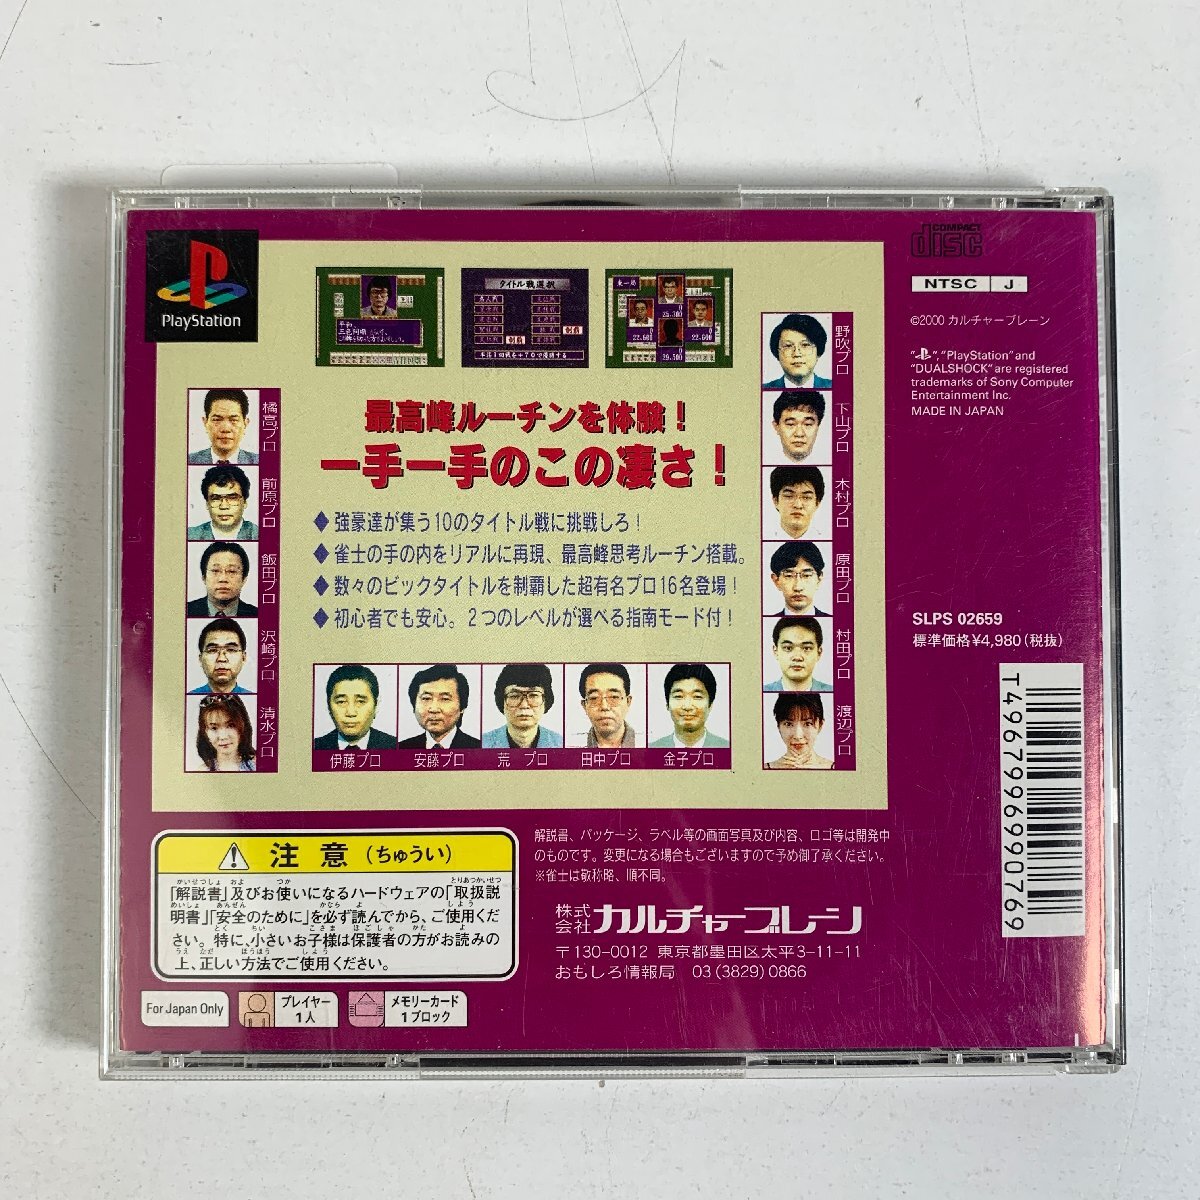 PlayStation
タイトル戦選択
東一局
25.300
22.600
22.600
29.500
COMPACT
disc
NTSC J
©2000 カルチャーブレーン
"PS", "PlayStation" and
"DUALSHOCK" are registered
trademarks of Sony Computer
Entertainment Inc.
MADE IN JAPAN
最高峰ルーチンを体験！
一手一手のこの凄さ！
◆強豪達が集う10のタイトル戦に挑戦しろ！
◆雀士の手の内をリアルに再現、最高峰思考ルーチン搭載。
◆数々のビックタイトルを制覇した超有名プロ16名登場！
◆初心者でも安心。２つのレベルが選べる指南モード付！
橘高プロ
前原プロ
飯田プロ
沢崎プロ
清水プロ
伊藤プロ
安藤プロ
荒　プロ
田中プロ
金子プロ
野吹プロ
下山プロ
木村プロ
原田プロ
村田プロ
渡辺プロ
SLPS 02659
標準価格¥4,980(税抜)
T4967996990769
注意（ちゅうい）
「解説書」及びお使いになるハードウェアの「取扱説
明書」「安全のために」を必ず読んでから、ご使用くだ
さい。特に、小さいお子様は保護者の方がお読みの
上、正しい方法でご使用ください。
For Japan Only
プレイヤー
1人
メモリーカード
1ブロック
解説書、パッケージ、ラベル等の画面写真及び内容、ロゴ等は開発中
のものです。変更になる場合もございますので予め御了承ください。
※雀士は敬称略、順不同。
株式会社 カルチャーブレーン
〒130-0012 東京都墨田区太平3-11-11
おもしろ情報局　03(3829)0866